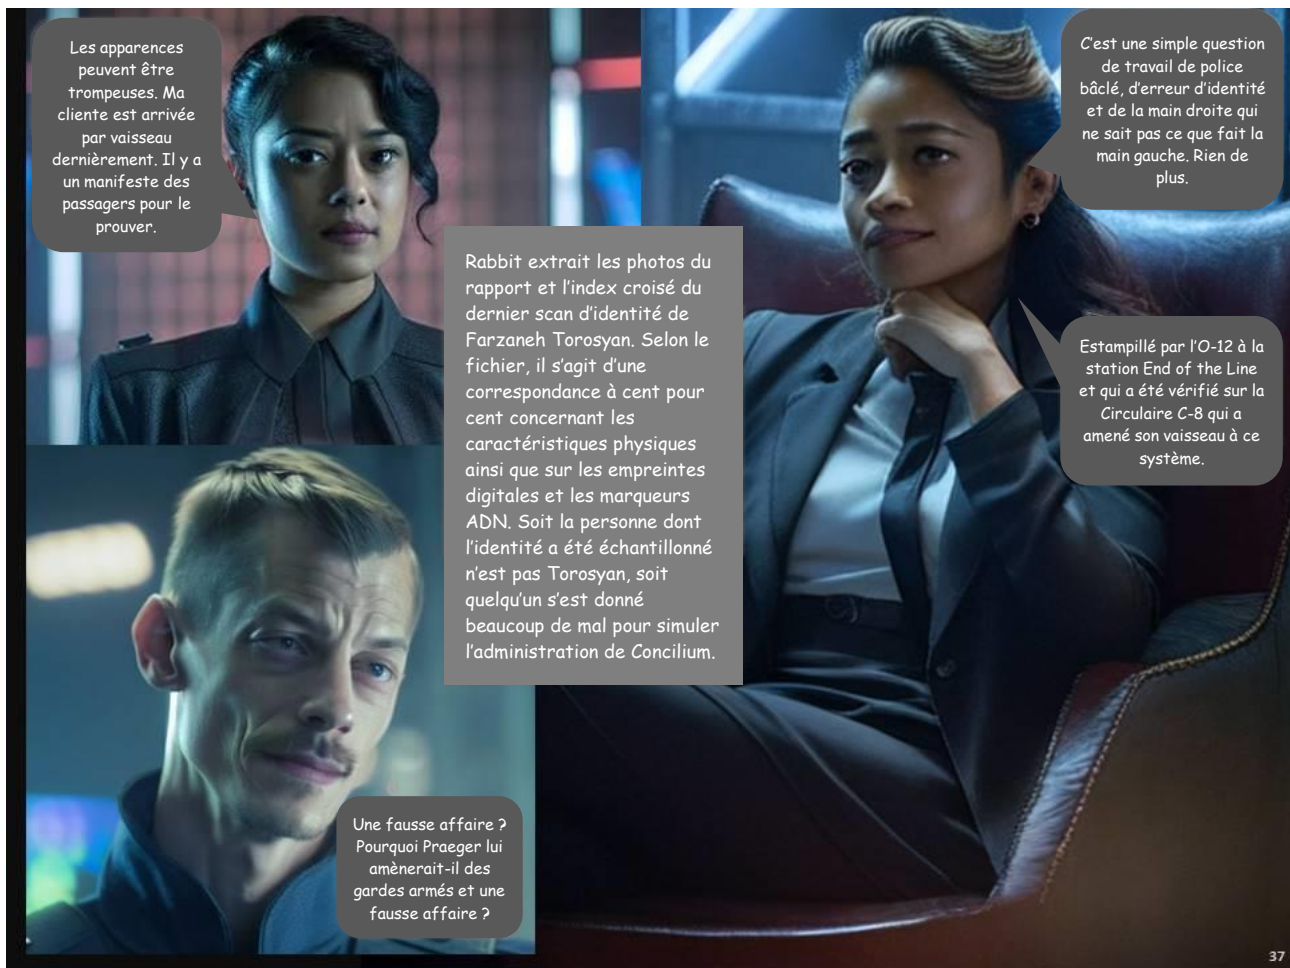 Les apparences
peuvent être
trompeuses. Ma
cliente est arrivée
par vaisseau
dernièrement. Il y a
un manifeste des
passagers pour le
prouver.
C'est une simple question
de travail de police
bâclé, d'erreur d'identité
et de la main droite qui
ne sait pas ce que fait la
main gauche. Rien de
plus.
Rabbit extrait les photos du
rapport et l'index croisé du
dernier scan d'identité de
Farzaneh Torosyan. Selon le
fichier, il s'agit d'une
correspondance à cent pour
cent concernant les
caractéristiques physiques
ainsi que sur les empreintes
digitales et les marqueurs
ADN. Soit la personne dont
l'identité a été échantillonné
n'est pas Torosyan, soit
quelqu'un s'est donné
beaucoup de mal pour simuler
l'administration de Concilium.
Estampillé par l'O-12 à la
station End of the Line
et qui a été vérifié sur la
Circulaire C-8 qui a
amené son vaisseau à ce
système.
Une fausse affaire ?
Pourquoi Praeger lui
amènerait-il des
gardes armés et une
fausse affaire ?
37